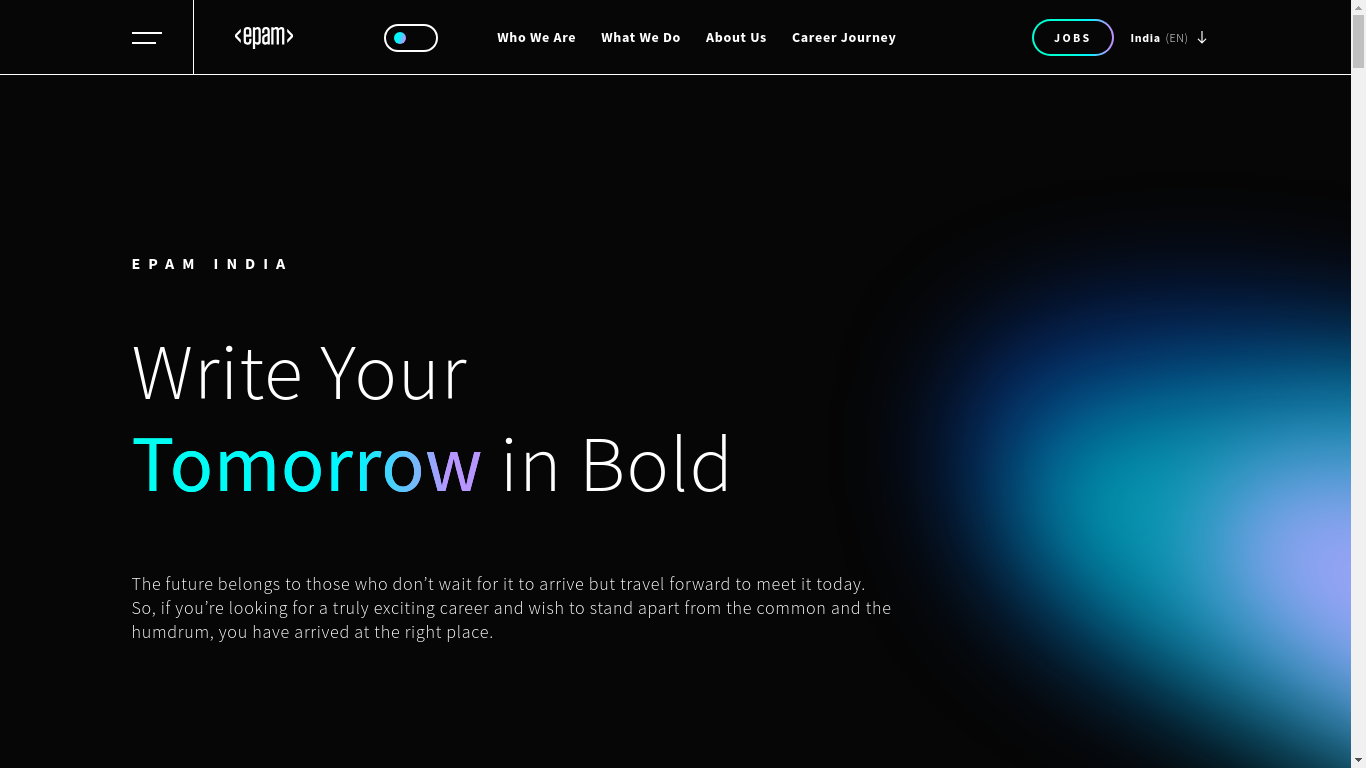 <epam>
Who We Are
What We Do
About Us
Career Journey
JOBS
India (EN)
EPAM INDIA
Write Your
Tomorrow in Bold
The future belongs to those who don’t wait for it to arrive but travel forward to meet it today.
So, if you’re looking for a truly exciting career and wish to stand apart from the common and the
humdrum, you have arrived at the right place.